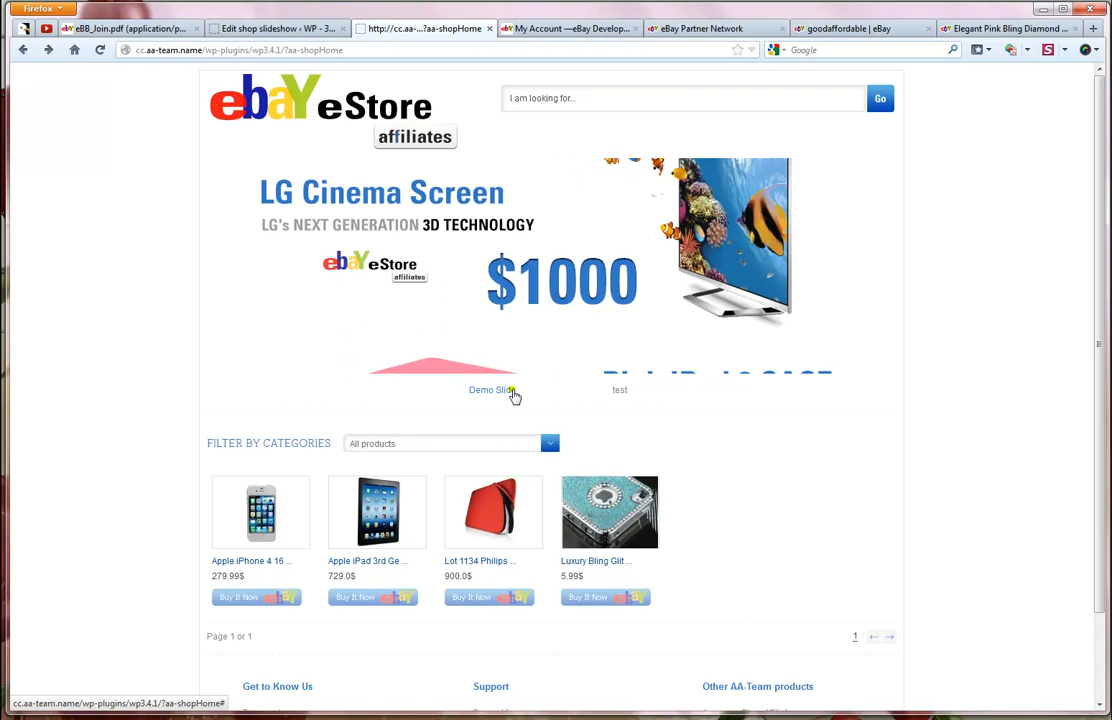 Firefox
eBB_Join.pdf (application/p...
Edit shop slideshow - WP - 3...
http://cc.aa-...?aa-shopHome
My Account —eBay Develop...
eBay Partner Network
goodaffordable | eBay
Elegant Pink Bling Diamond ...
cc.aa-team.name/wp-plugins/wp3.4.1/?aa-shopHome
Google
ebaY eStore
affiliates
I am looking for...
Go
LG Cinema Screen
LG's NEXT GENERATION 3D TECHNOLOGY
ebaY eStore
affiliates
$1000
Demo Slide
test
FILTER BY CATEGORIES
All products
Apple iPhone 4 16 ...
Apple iPad 3rd Ge ...
Lot 1134 Philips ...
Luxury Bling Glit ...
279.99$
729.0$
900.0$
5.99$
Buy It Now ebaY
Buy It Now ebaY
Buy It Now ebaY
Buy It Now ebaY
Page 1 or 1
1 ← →
Get to Know Us
Support
Other AA-Team products
cc.aa-team.name/wp-plugins/wp3.4.1/?aa-shopHome#